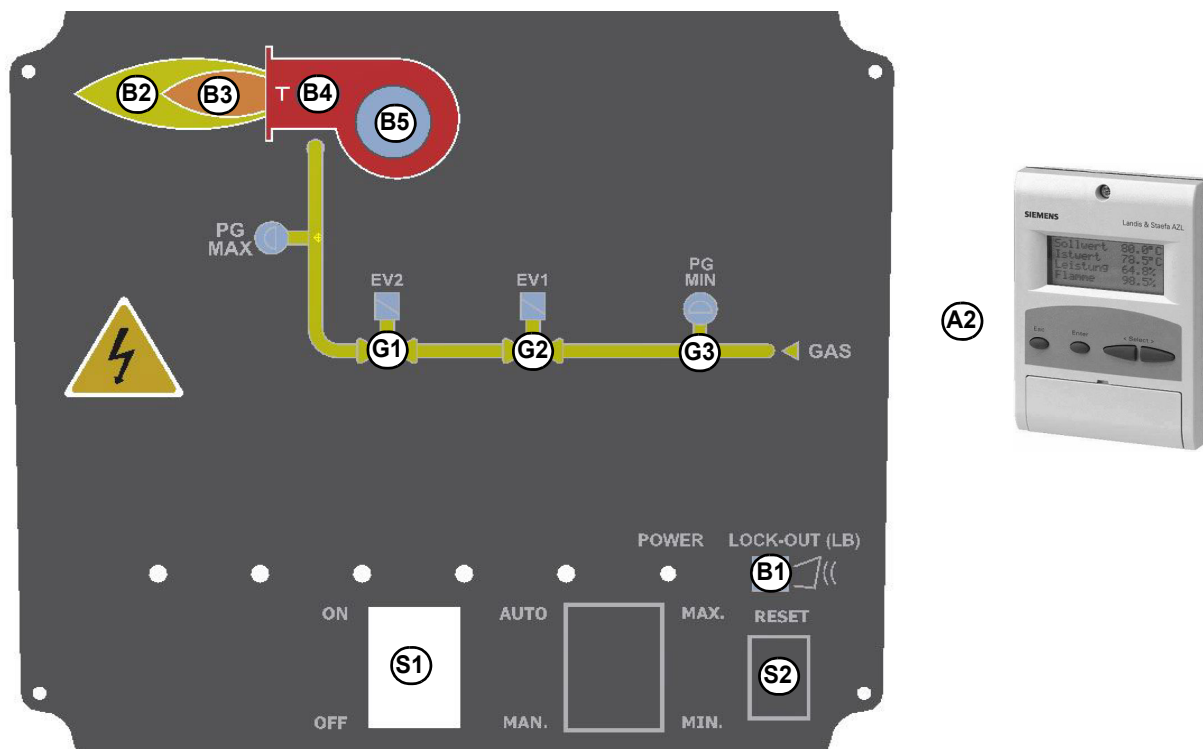 B2
B3
T
B4
B5
PG
MAX
EV2
EV1
PG
MIN
G1
G2
G3
GAS
A2
SIEMENS
Landis & Staefa AZL
Sollwert 80.0°C
Istwert 78.5°C
Leistung 64.8%
Flamme 98.5%
Esc
Enter
< Select >
POWER
LOCK-OUT (LB)
B1
ON
AUTO
MAX.
RESET
S1
S2
OFF
MAN.
MIN.